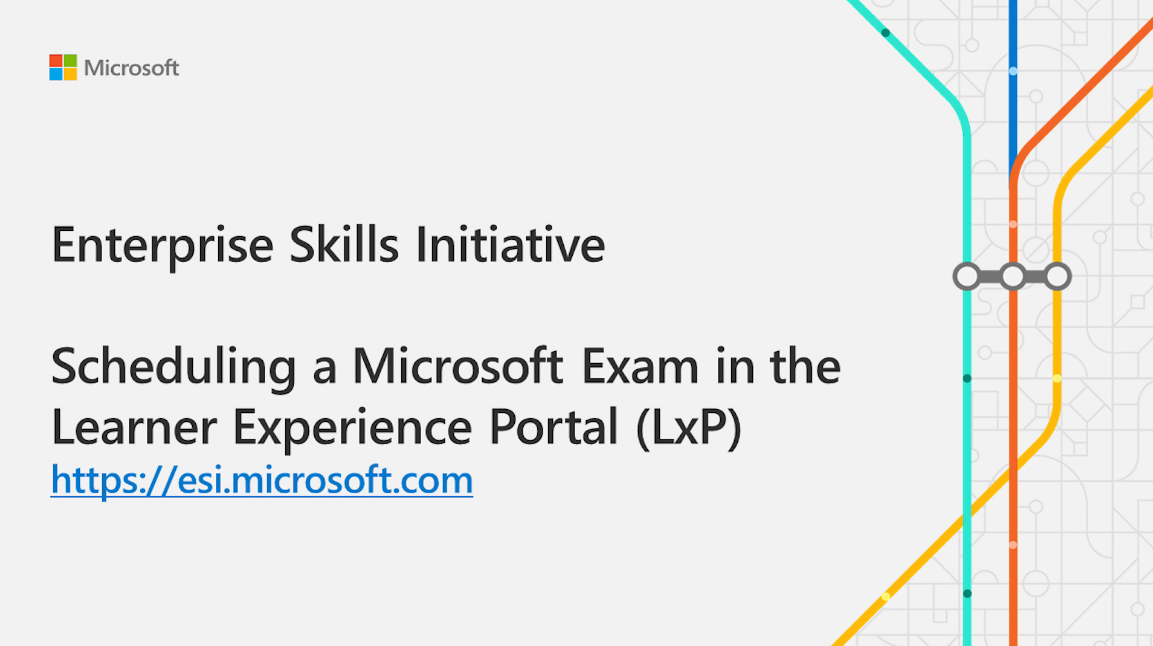 Microsoft
Enterprise Skills Initiative
Scheduling a Microsoft Exam in the
Learner Experience Portal (LxP)
https://esi.microsoft.com